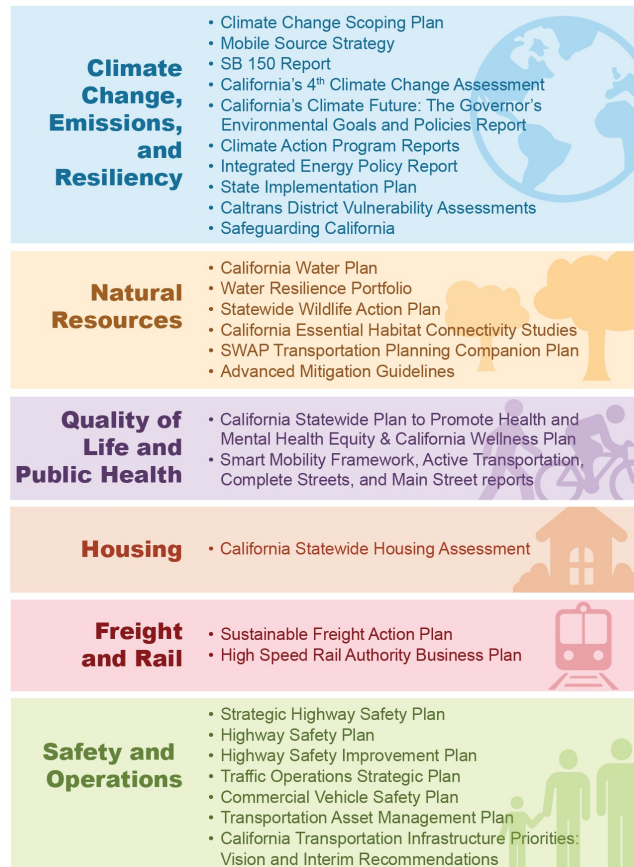 Climate
Change,
Emissions,
and
Resiliency
• Climate Change Scoping Plan
• Mobile Source Strategy
• SB 150 Report
• California’s 4th Climate Change Assessment
• California’s Climate Future: The Governor’s
Environmental Goals and Policies Report
• Climate Action Program Reports
• Integrated Energy Policy Report
• State Implementation Plan
• Caltrans District Vulnerability Assessments
• Safeguarding California
Natural
Resources
• California Water Plan
• Water Resilience Portfolio
• Statewide Wildlife Action Plan
• California Essential Habitat Connectivity Studies
• SWAP Transportation Planning Companion Plan
• Advanced Mitigation Guidelines
Quality of
Life and
Public Health
• California Statewide Plan to Promote Health and
Mental Health Equity & California Wellness Plan
• Smart Mobility Framework, Active Transportation,
Complete Streets, and Main Street reports
Housing
• California Statewide Housing Assessment
Freight
and Rail
• Sustainable Freight Action Plan
• High Speed Rail Authority Business Plan
Safety and
Operations
• Strategic Highway Safety Plan
• Highway Safety Plan
• Highway Safety Improvement Plan
• Traffic Operations Strategic Plan
• Commercial Vehicle Safety Plan
• Transportation Asset Management Plan
• California Transportation Infrastructure Priorities:
Vision and Interim Recommendations